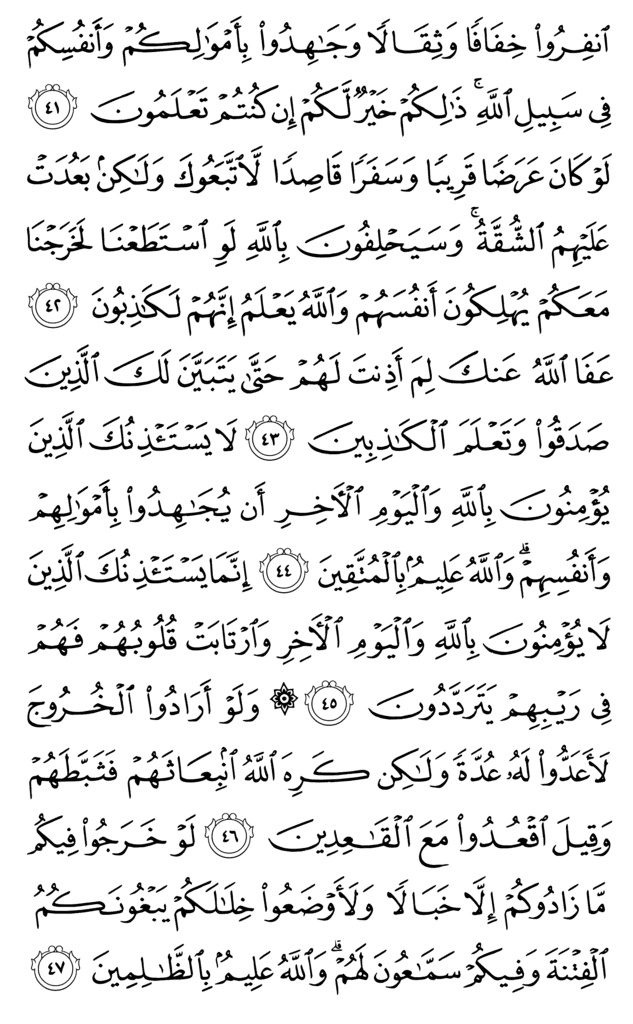 ٱنفِرُوا۟ خِفَافًا وَثِقَالًا وَجَـٰهِدُوا۟ بِأَمْوَٰلِكُمْ وَأَنفُسِكُمْ
فِى سَبِيلِ ٱللَّهِ ۚ ذَٰلِكُمْ خَيْرٌ لَّكُمْ إِن كُنتُمْ تَعْلَمُونَ ٤١
لَوْ كَانَ عَرَضًا قَرِيبًا وَسَفَرًا قَاصِدًا لَّٱتَّبَعُوكَ وَلَـٰكِنۢ بَعُدَتْ
عَلَيْهِمُ ٱلشُّقَّةُ ۚ وَسَيَحْلِفُونَ بِٱللَّهِ لَوِ ٱسْتَطَعْنَا لَخَرَجْنَا
مَعَكُمْ يُهْلِكُونَ أَنفُسَهُمْ وَٱللَّهُ يَعْلَمُ إِنَّهُمْ لَكَـٰذِبُونَ ٤٢
عَفَا ٱللَّهُ عَنكَ لِمَ أَذِنتَ لَهُمْ حَتَّىٰ يَتَبَيَّنَ لَكَ ٱلَّذِينَ
صَدَقُوا۟ وَتَعْلَمَ ٱلْكَـٰذِبِينَ ٤٣ لَا يَسْتَـْٔذِنُكَ ٱلَّذِينَ
يُؤْمِنُونَ بِٱللَّهِ وَٱلْيَوْمِ ٱلْـَٔاخِرِ أَن يُجَـٰهِدُوا۟ بِأَمْوَٰلِهِمْ
وَأَنفُسِهِمْ ۗ وَٱللَّهُ عَلِيمٌۢ بِٱلْمُتَّقِينَ ٤٤ إِنَّمَا يَسْتَـْٔذِنُكَ ٱلَّذِينَ
لَا يُؤْمِنُونَ بِٱللَّهِ وَٱلْيَوْمِ ٱلْـَٔاخِرِ وَٱرْتَابَتْ قُلُوبُهُمْ فَهُمْ
فِى رَيْبِهِمْ يَتَرَدَّدُونَ ٤٥ ۞ وَلَوْ أَرَادُوا۟ ٱلْخُرُوجَ
لَأَعَدُّوا۟ لَهُۥ عُدَّةً وَلَـٰكِن كَرِهَ ٱللَّهُ ٱنۢبِعَاثَهُمْ فَثَبَّطَهُمْ
وَقِيلَ ٱقْعُدُوا۟ مَعَ ٱلْقَـٰعِدِينَ ٤٦ لَوْ خَرَجُوا۟ فِيكُم
مَّا زَادُوكُمْ إِلَّا خَبَالًا وَلَأَوْضَعُوا۟ خِلَـٰلَكُمْ يَبْغُونَكُمُ
ٱلْفِتْنَةَ وَفِيكُمْ سَمَّـٰعُونَ لَهُمْ ۗ وَٱللَّهُ عَلِيمٌۢ بِٱلظَّـٰلِمِينَ ٤٧